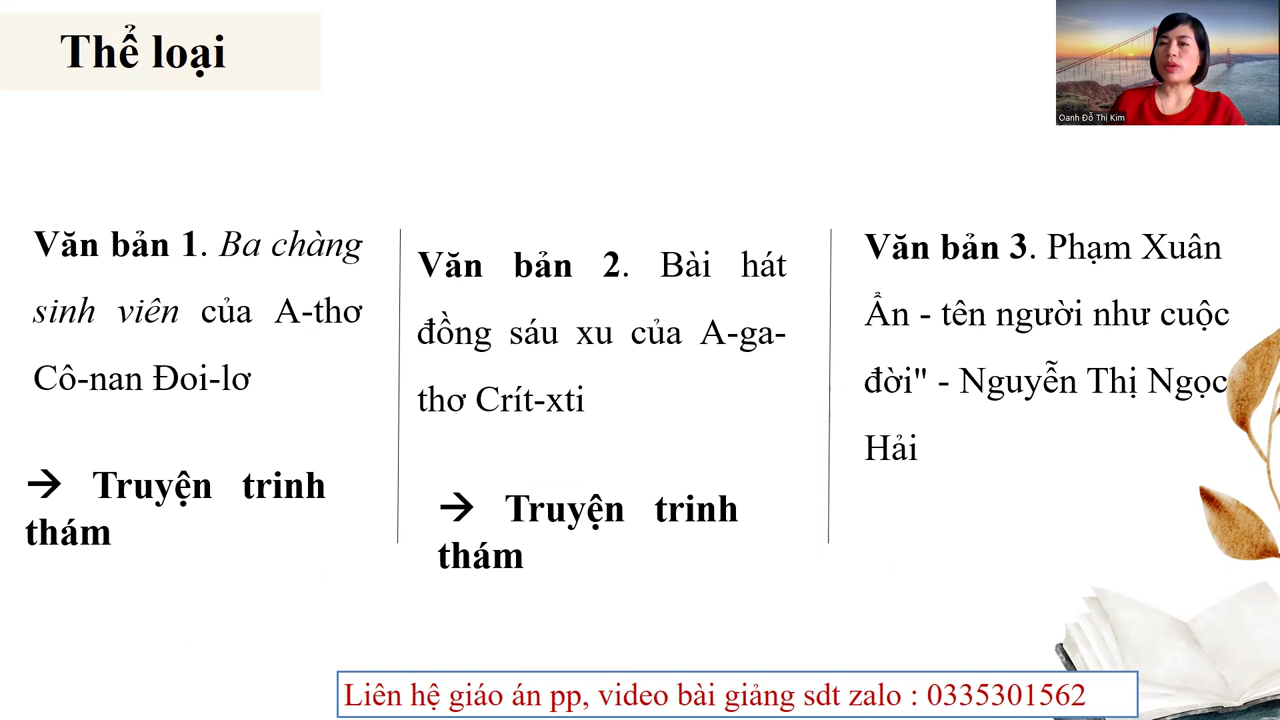 Thể loại
Oanh Đỗ Thị Kim
Văn bản 1. Ba chàng
sinh viên của A-thơ
Cô-nan Đoi-lơ
→ Truyện trinh
thám
Văn bản 2. Bài hát
đồng sáu xu của A-ga-
thơ Crít-xti
→ Truyện trinh
thám
Văn bản 3. Phạm Xuân
Ẩn - tên người như cuộc
đời" - Nguyễn Thị Ngọc
Hải
Liên hệ giáo án pp, video bài giảng sdt zalo : 0335301562